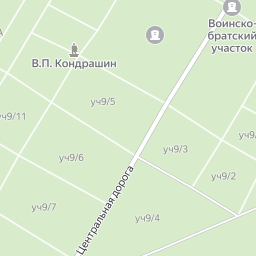 Воинско-
братский
участок
В.П. Кондрашин
уч9/5
уч9/11
уч9/3
уч9/6
уч9/2
уч9/7
уч9/4
Центральная дорога